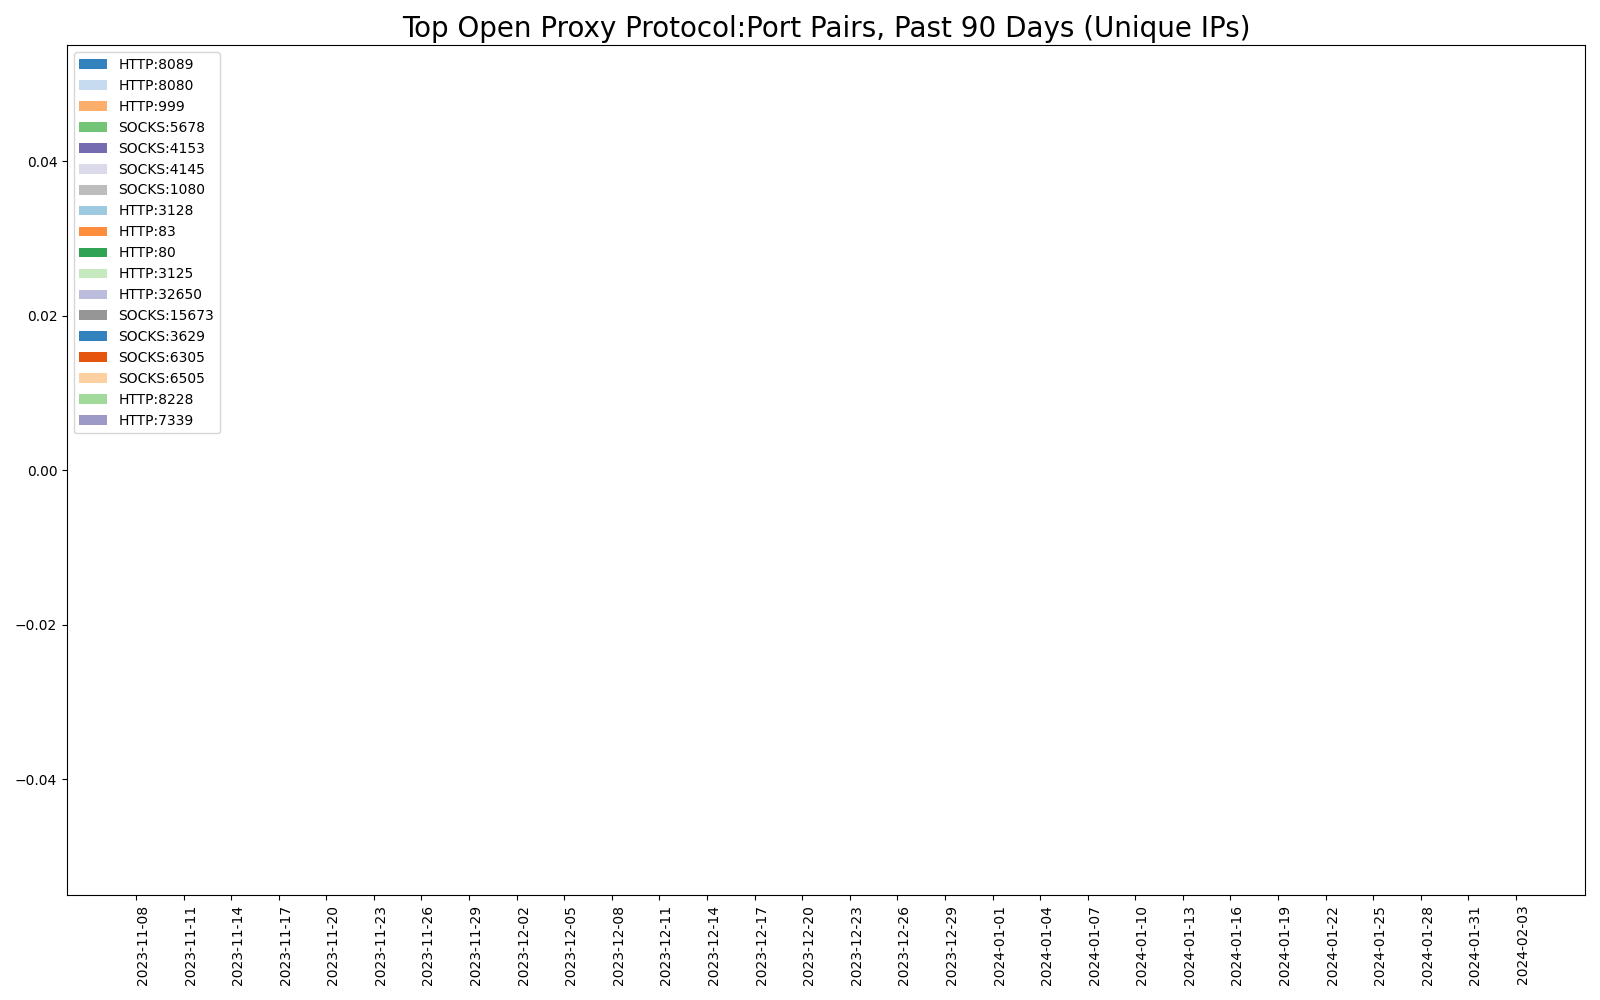 Top Open Proxy Protocol:Port Pairs, Past 90 Days (Unique IPs)
HTTP:8089
HTTP:8080
HTTP:999
SOCKS:5678
SOCKS:4153
SOCKS:4145
SOCKS:1080
HTTP:3128
HTTP:83
HTTP:80
HTTP:3125
HTTP:32650
SOCKS:15673
SOCKS:3629
SOCKS:6305
SOCKS:6505
HTTP:8228
HTTP:7339
0.04
0.02
0.00
−0.02
−0.04
2023-11-08
2023-11-11
2023-11-14
2023-11-17
2023-11-20
2023-11-23
2023-11-26
2023-11-29
2023-12-02
2023-12-05
2023-12-08
2023-12-11
2023-12-14
2023-12-17
2023-12-20
2023-12-23
2023-12-26
2023-12-29
2024-01-01
2024-01-04
2024-01-07
2024-01-10
2024-01-13
2024-01-16
2024-01-19
2024-01-22
2024-01-25
2024-01-28
2024-01-31
2024-02-03